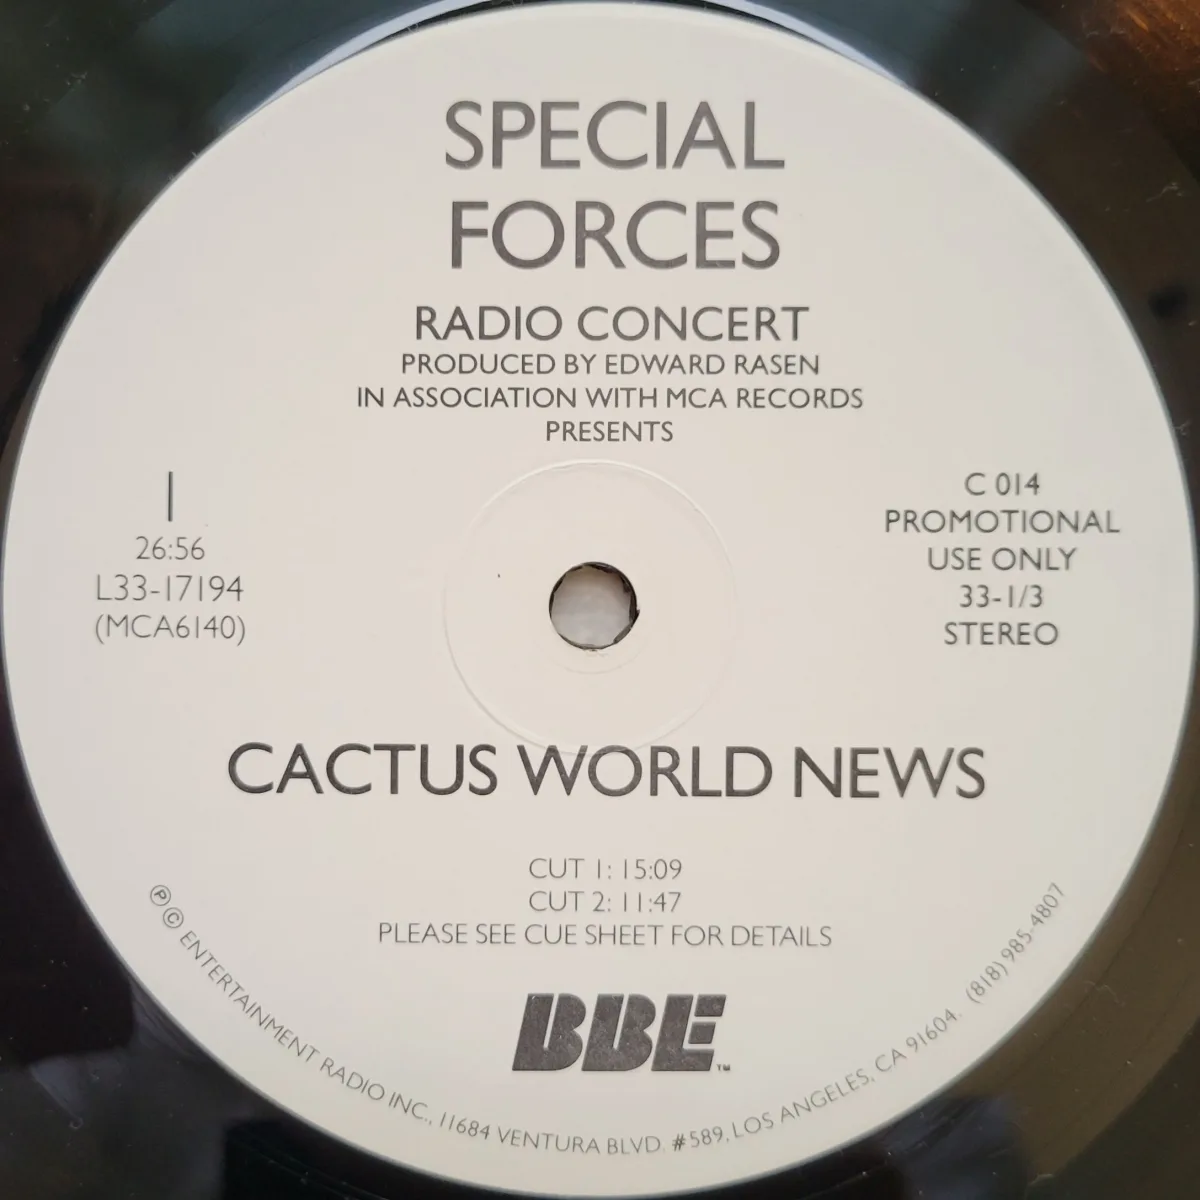 SPECIAL
FORCES
RADIO CONCERT
PRODUCED BY EDWARD RASEN
IN ASSOCIATION WITH MCA RECORDS
PRESENTS
1
26:56
L33-17194
(MCA6140)
C 014
PROMOTIONAL
USE ONLY
33-1/3
STEREO
CACTUS WORLD NEWS
CUT 1: 15:09
CUT 2: 11:47
PLEASE SEE CUE SHEET FOR DETAILS
BBE™
℗ © ENTERTAINMENT RADIO INC., 11684 VENTURA BLVD. #589, LOS ANGELES, CA 91604. (818) 985-4807